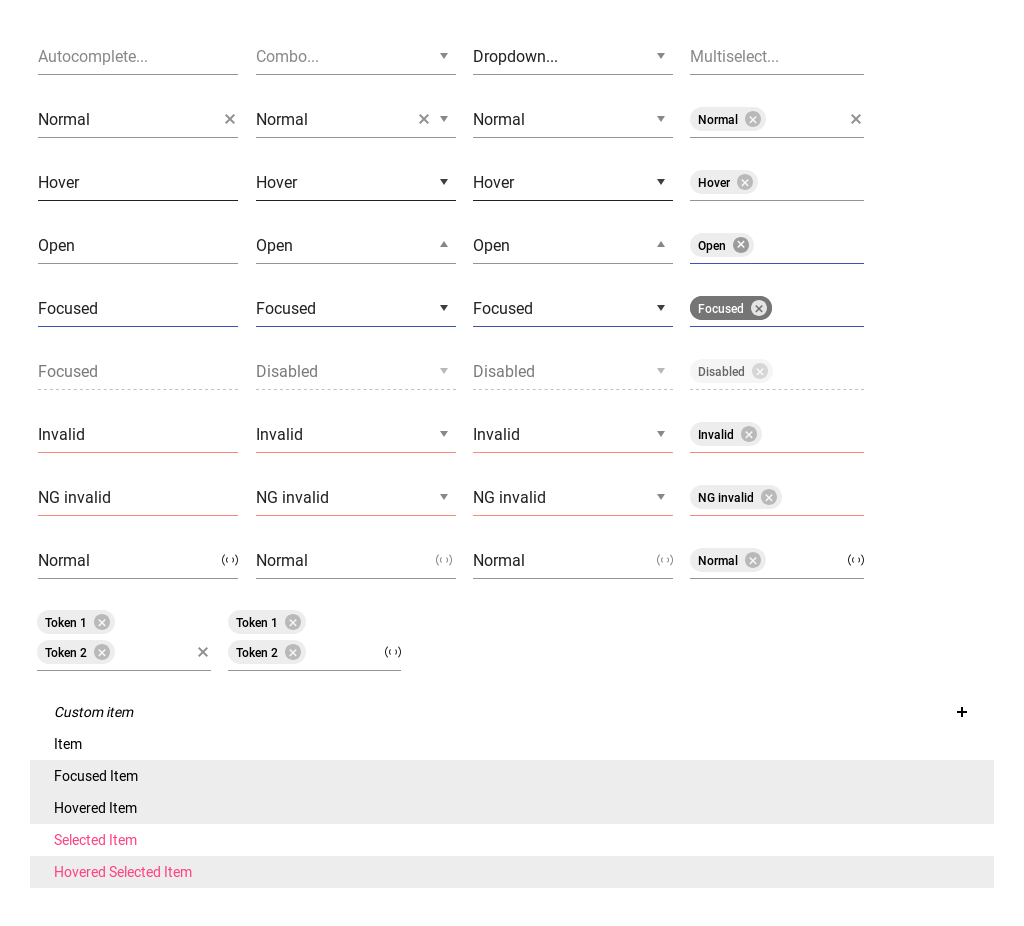 Autocomplete... Combo... Dropdown... Multiselect...
Normal Normal Normal Normal
Hover Hover Hover Hover
Open Open Open Open
Focused Focused Focused Focused
Focused Disabled Disabled Disabled
Invalid Invalid Invalid Invalid
NG invalid NG invalid NG invalid NG invalid
Normal Normal Normal Normal
Token 1 Token 1
Token 2 Token 2
Custom item
Item
Focused Item
Hovered Item
Selected Item
Hovered Selected Item